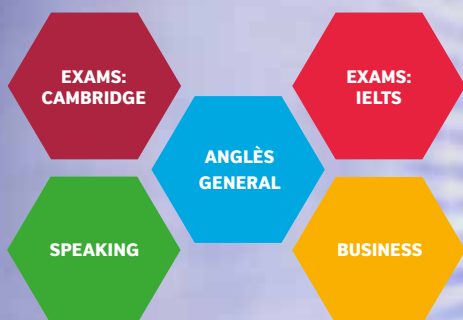 EXAMS:
CAMBRIDGE
EXAMS:
IELTS
ANGLÈS
GENERAL
SPEAKING
BUSINESS